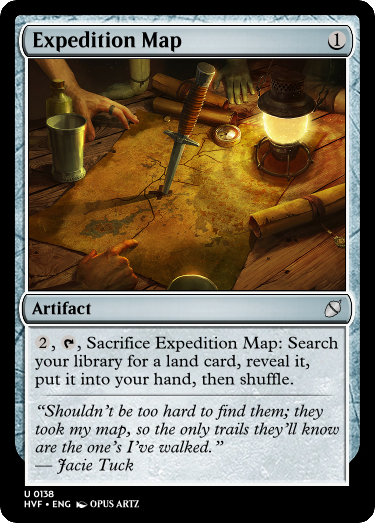 Expedition Map 1
Artifact
2, T, Sacrifice Expedition Map: Search
your library for a land card, reveal it,
put it into your hand, then shuffle.
“Shouldn’t be too hard to find them; they
took my map, so the only trails they’ll know
are the one’s I’ve walked.”
— Jacie Tuck
U 0138
HVF • ENG OPUS ARTZ